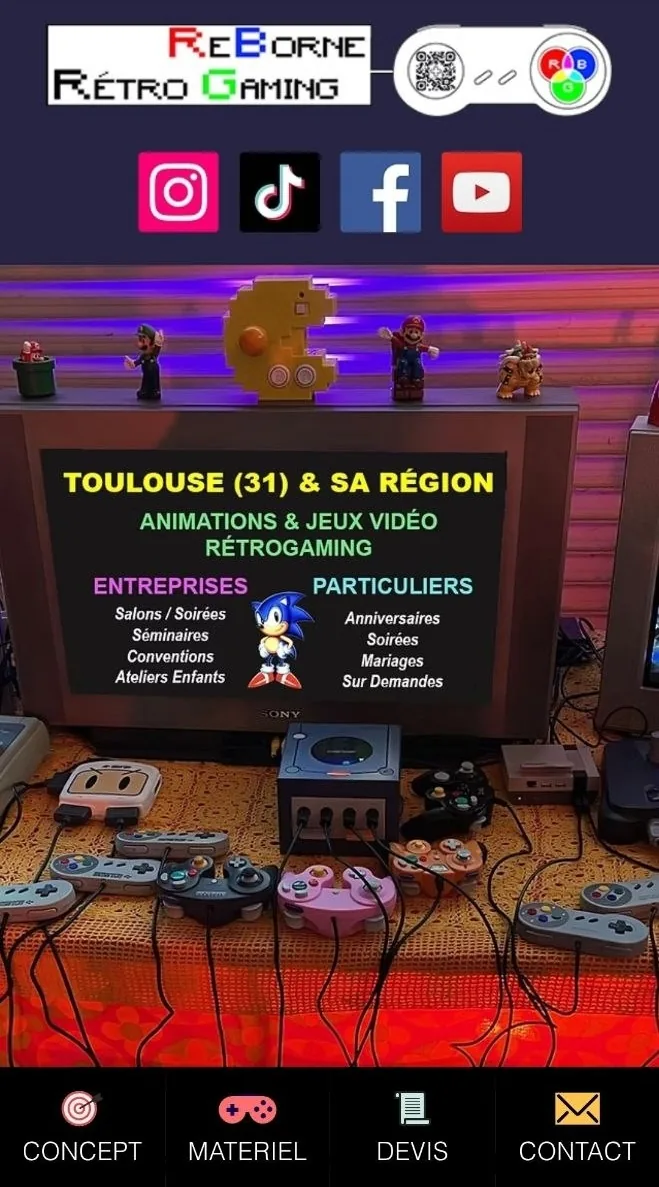 REBORNE
RÉTRO GAMING
R B
G
TOULOUSE (31) & SA RÉGION
ANIMATIONS & JEUX VIDÉO
RÉTROGAMING
ENTREPRISES
Salons / Soirées
Séminaires
Conventions
Ateliers Enfants
PARTICULIERS
Anniversaires
Soirées
Mariages
Sur Demandes
SONY
CONCEPT
MATERIEL
DEVIS
CONTACT